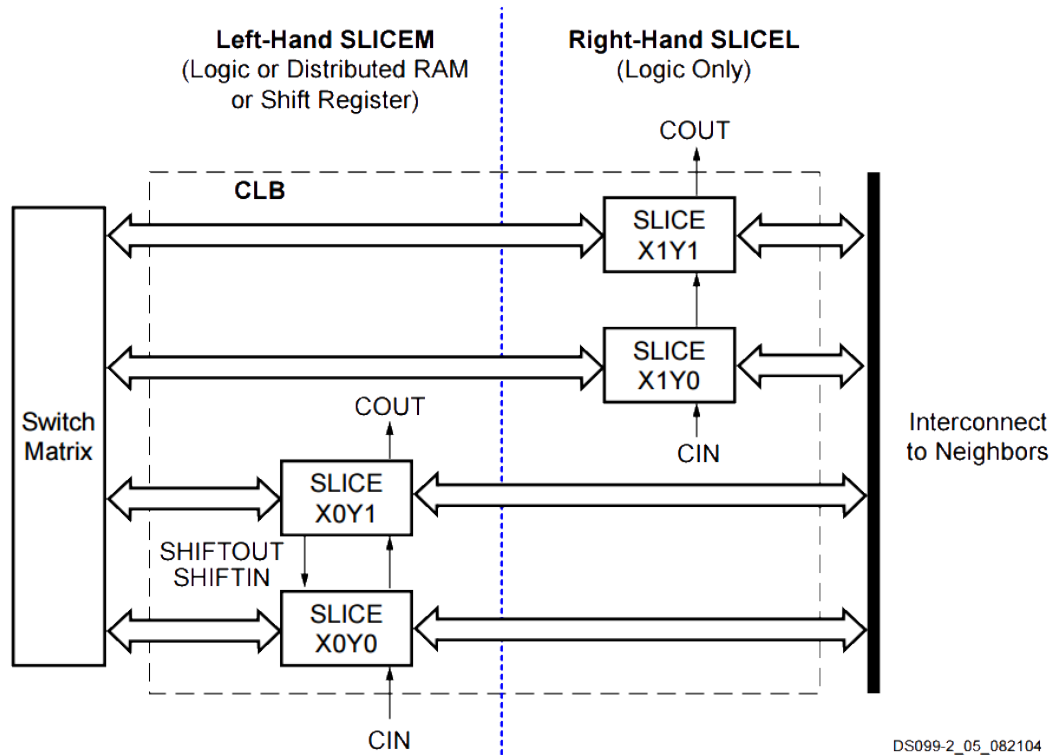 Left-Hand SLICEM
(Logic or Distributed RAM
or Shift Register)
Right-Hand SLICEL
(Logic Only)
COUT
CLB
SLICE
X1Y1
SLICE
X1Y0
Switch
Matrix
COUT
CIN
Interconnect
to Neighbors
SLICE
X0Y1
SHIFTOUT
SHIFTIN
SLICE
X0Y0
CIN
DS099-2_05_082104